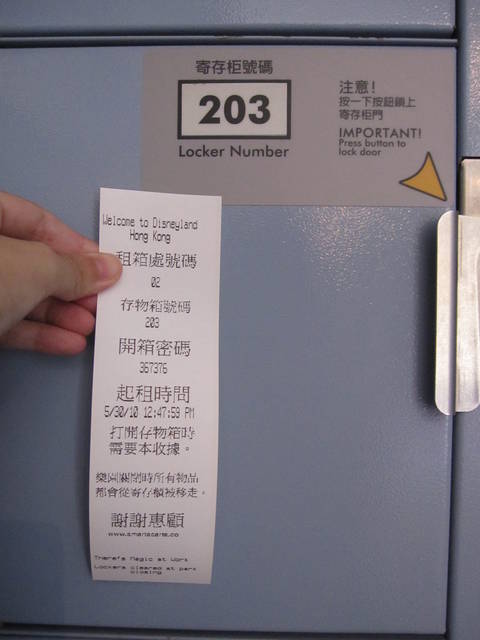 寄存柜號碼
203
Locker Number
注意！
按一下按鈕鎖上
寄存柜門
IMPORTANT!
Press button to
lock door
Welcome to Disneyland
Hong Kong
租箱處號碼
02
存物箱號碼
203
開箱密碼
367376
起租時間
5/30/10 12:47:59 PM
打開存物箱時
需要本收據。
樂園關閉時所有物品
都會從寄存櫃被移走。
謝謝惠顧
www.smartecarte.co
Lockers cleared at park
closing